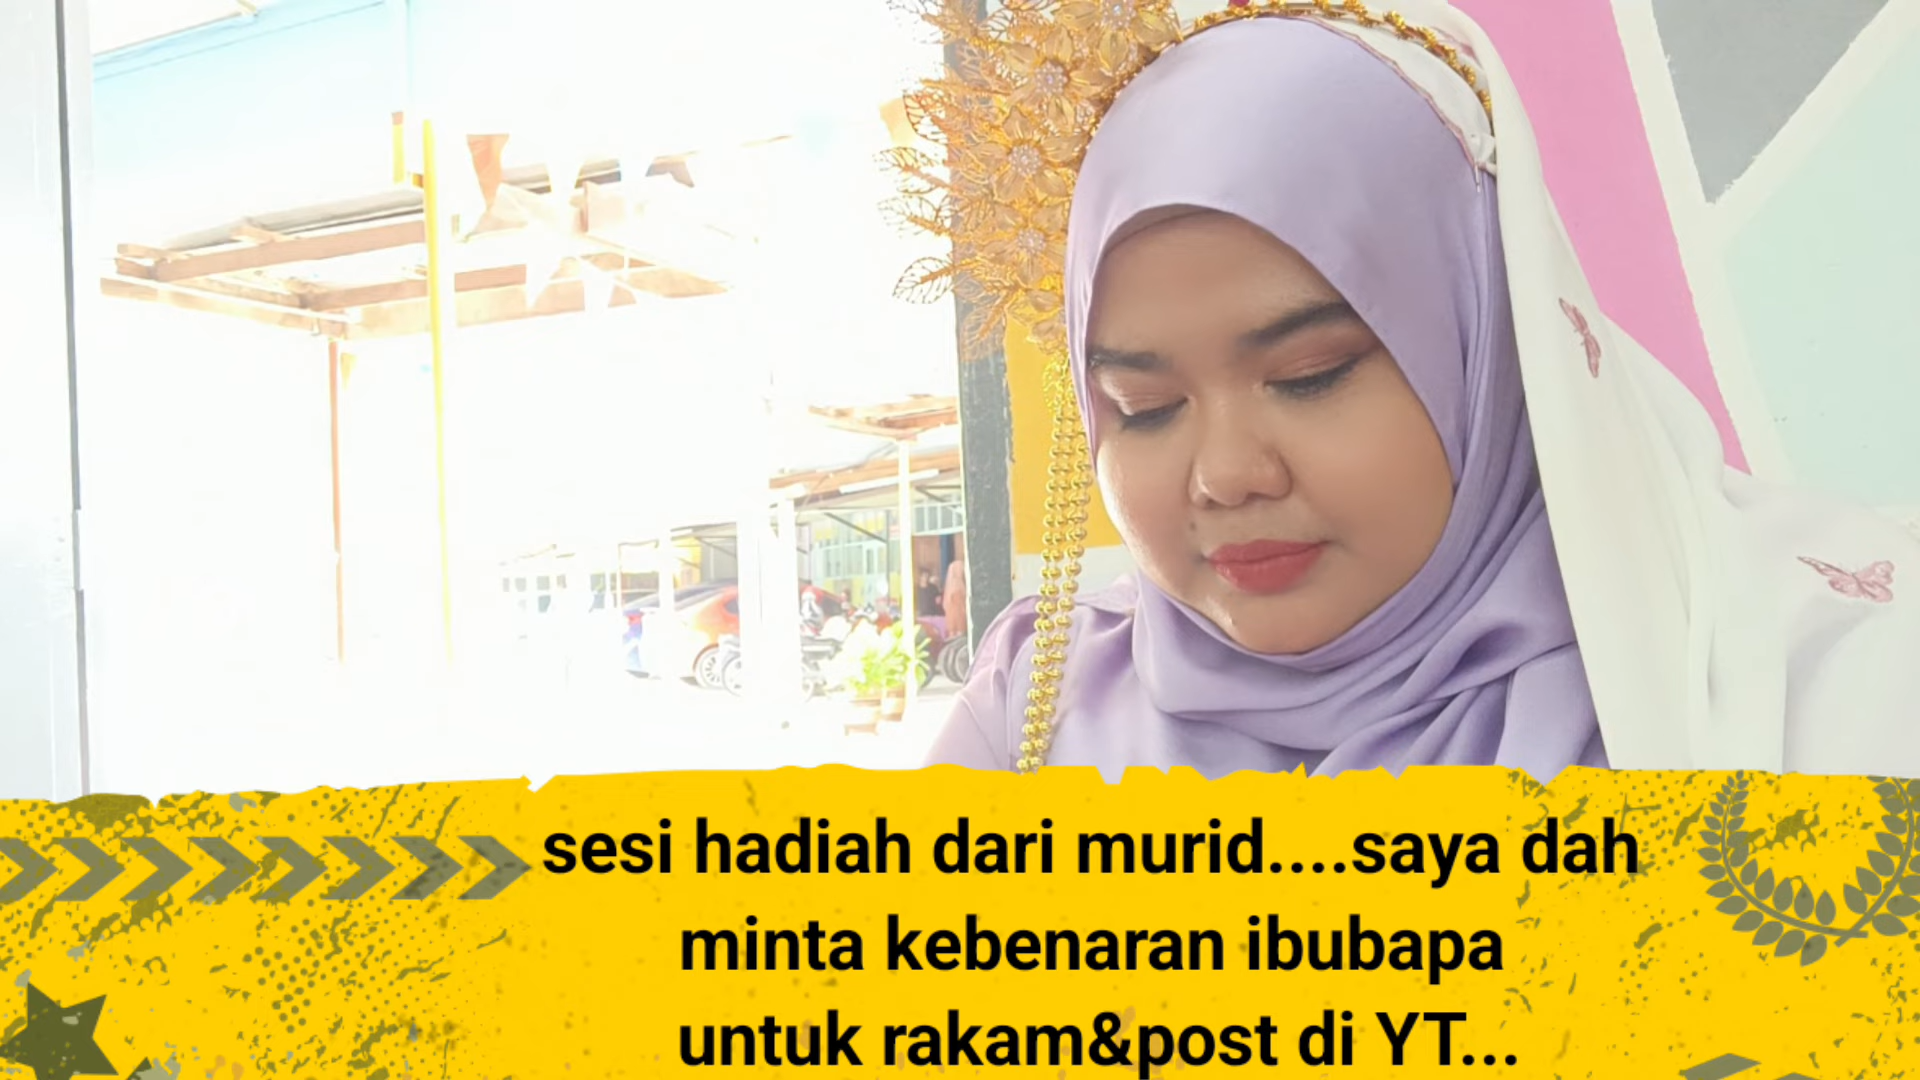 sesi hadiah dari murid....saya dah
minta kebenaran ibubapa
untuk rakam&post di YT...